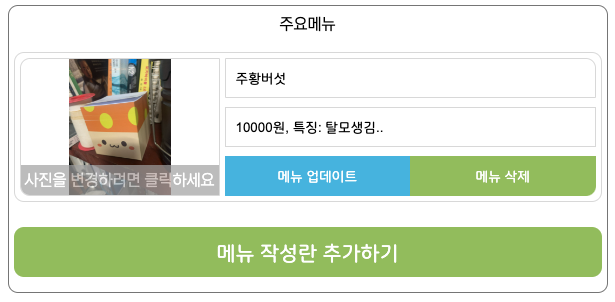 주요메뉴
주황버섯
10000원, 특징: 탈모생김..
사진을 변경하려면 클릭하세요
메뉴 업데이트
메뉴 삭제
메뉴 작성란 추가하기